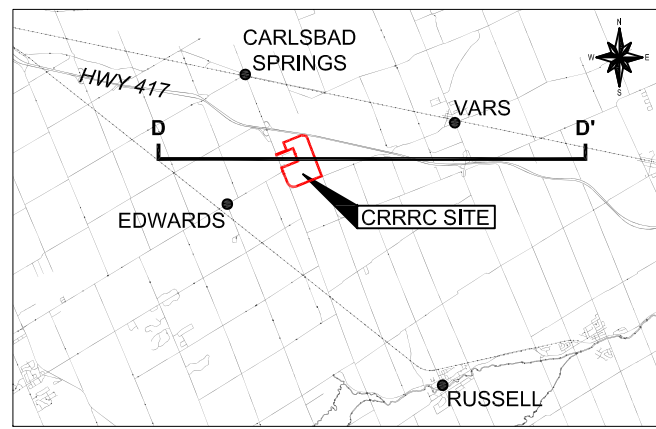 CARLSBAD
SPRINGS
N
W E
S
HWY 417
VARS
D D'
EDWARDS
CRRRC SITE
RUSSELL